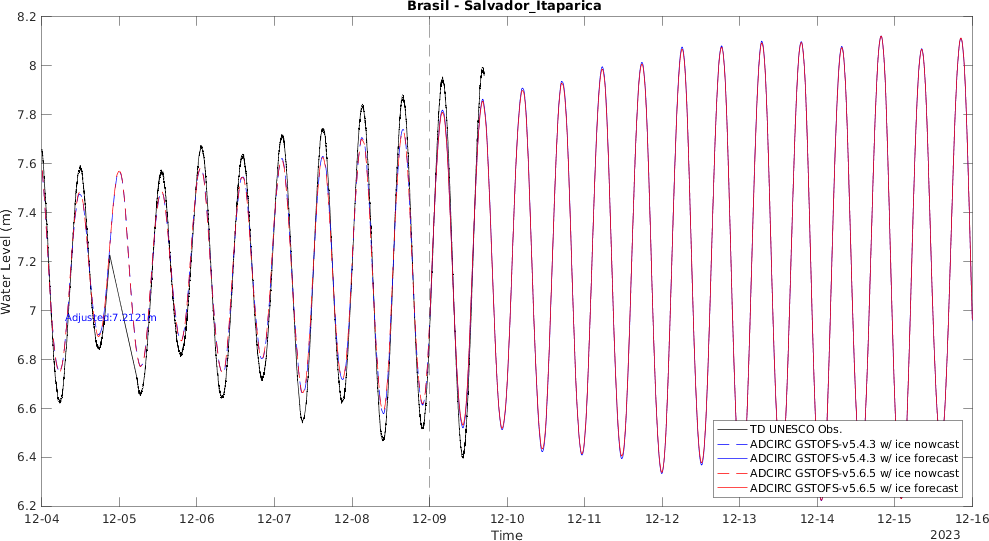 Brasil - Salvador_Itaparica
8.2
8
7.8
7.6
7.4
7.2
7
6.8
6.6
6.4
6.2
Water Level (m)
Adjusted:7.2121m
TD UNESCO Obs.
ADCIRC GSTOFS-v5.4.3 w/ ice nowcast
ADCIRC GSTOFS-v5.4.3 w/ ice forecast
ADCIRC GSTOFS-v5.6.5 w/ ice nowcast
ADCIRC GSTOFS-v5.6.5 w/ ice forecast
12-04 12-05 12-06 12-07 12-08 12-09 12-10 12-11 12-12 12-13 12-14 12-15 12-16
Time
2023